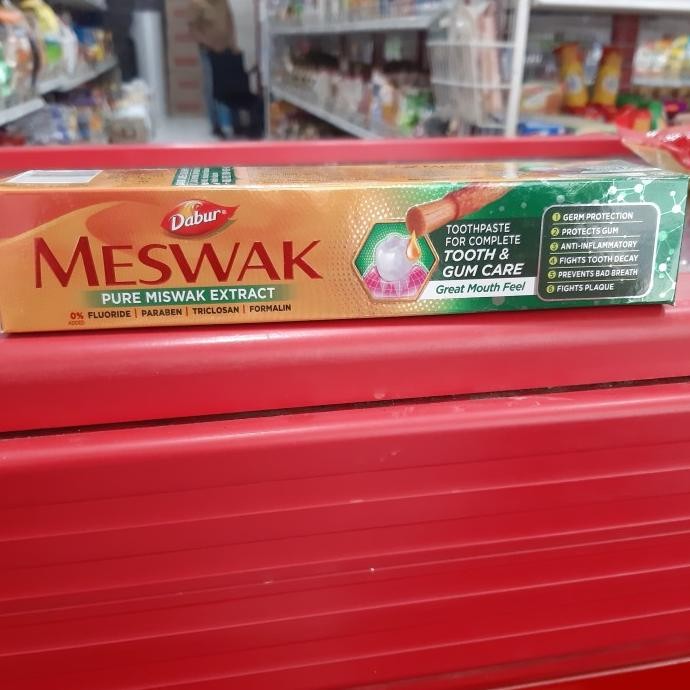 Dabur
MESWAK
PURE MISWAK EXTRACT
0% ADDED FLUORIDE | PARABEN | TRICLOSAN | FORMALIN
TOOTHPASTE
FOR COMPLETE
TOOTH &
GUM CARE
Great Mouth Feel
1 GERM PROTECTION
2 PROTECTS GUM
3 ANTI-INFLAMMATORY
4 FIGHTS TOOTH DECAY
5 PREVENTS BAD BREATH
6 FIGHTS PLAQUE